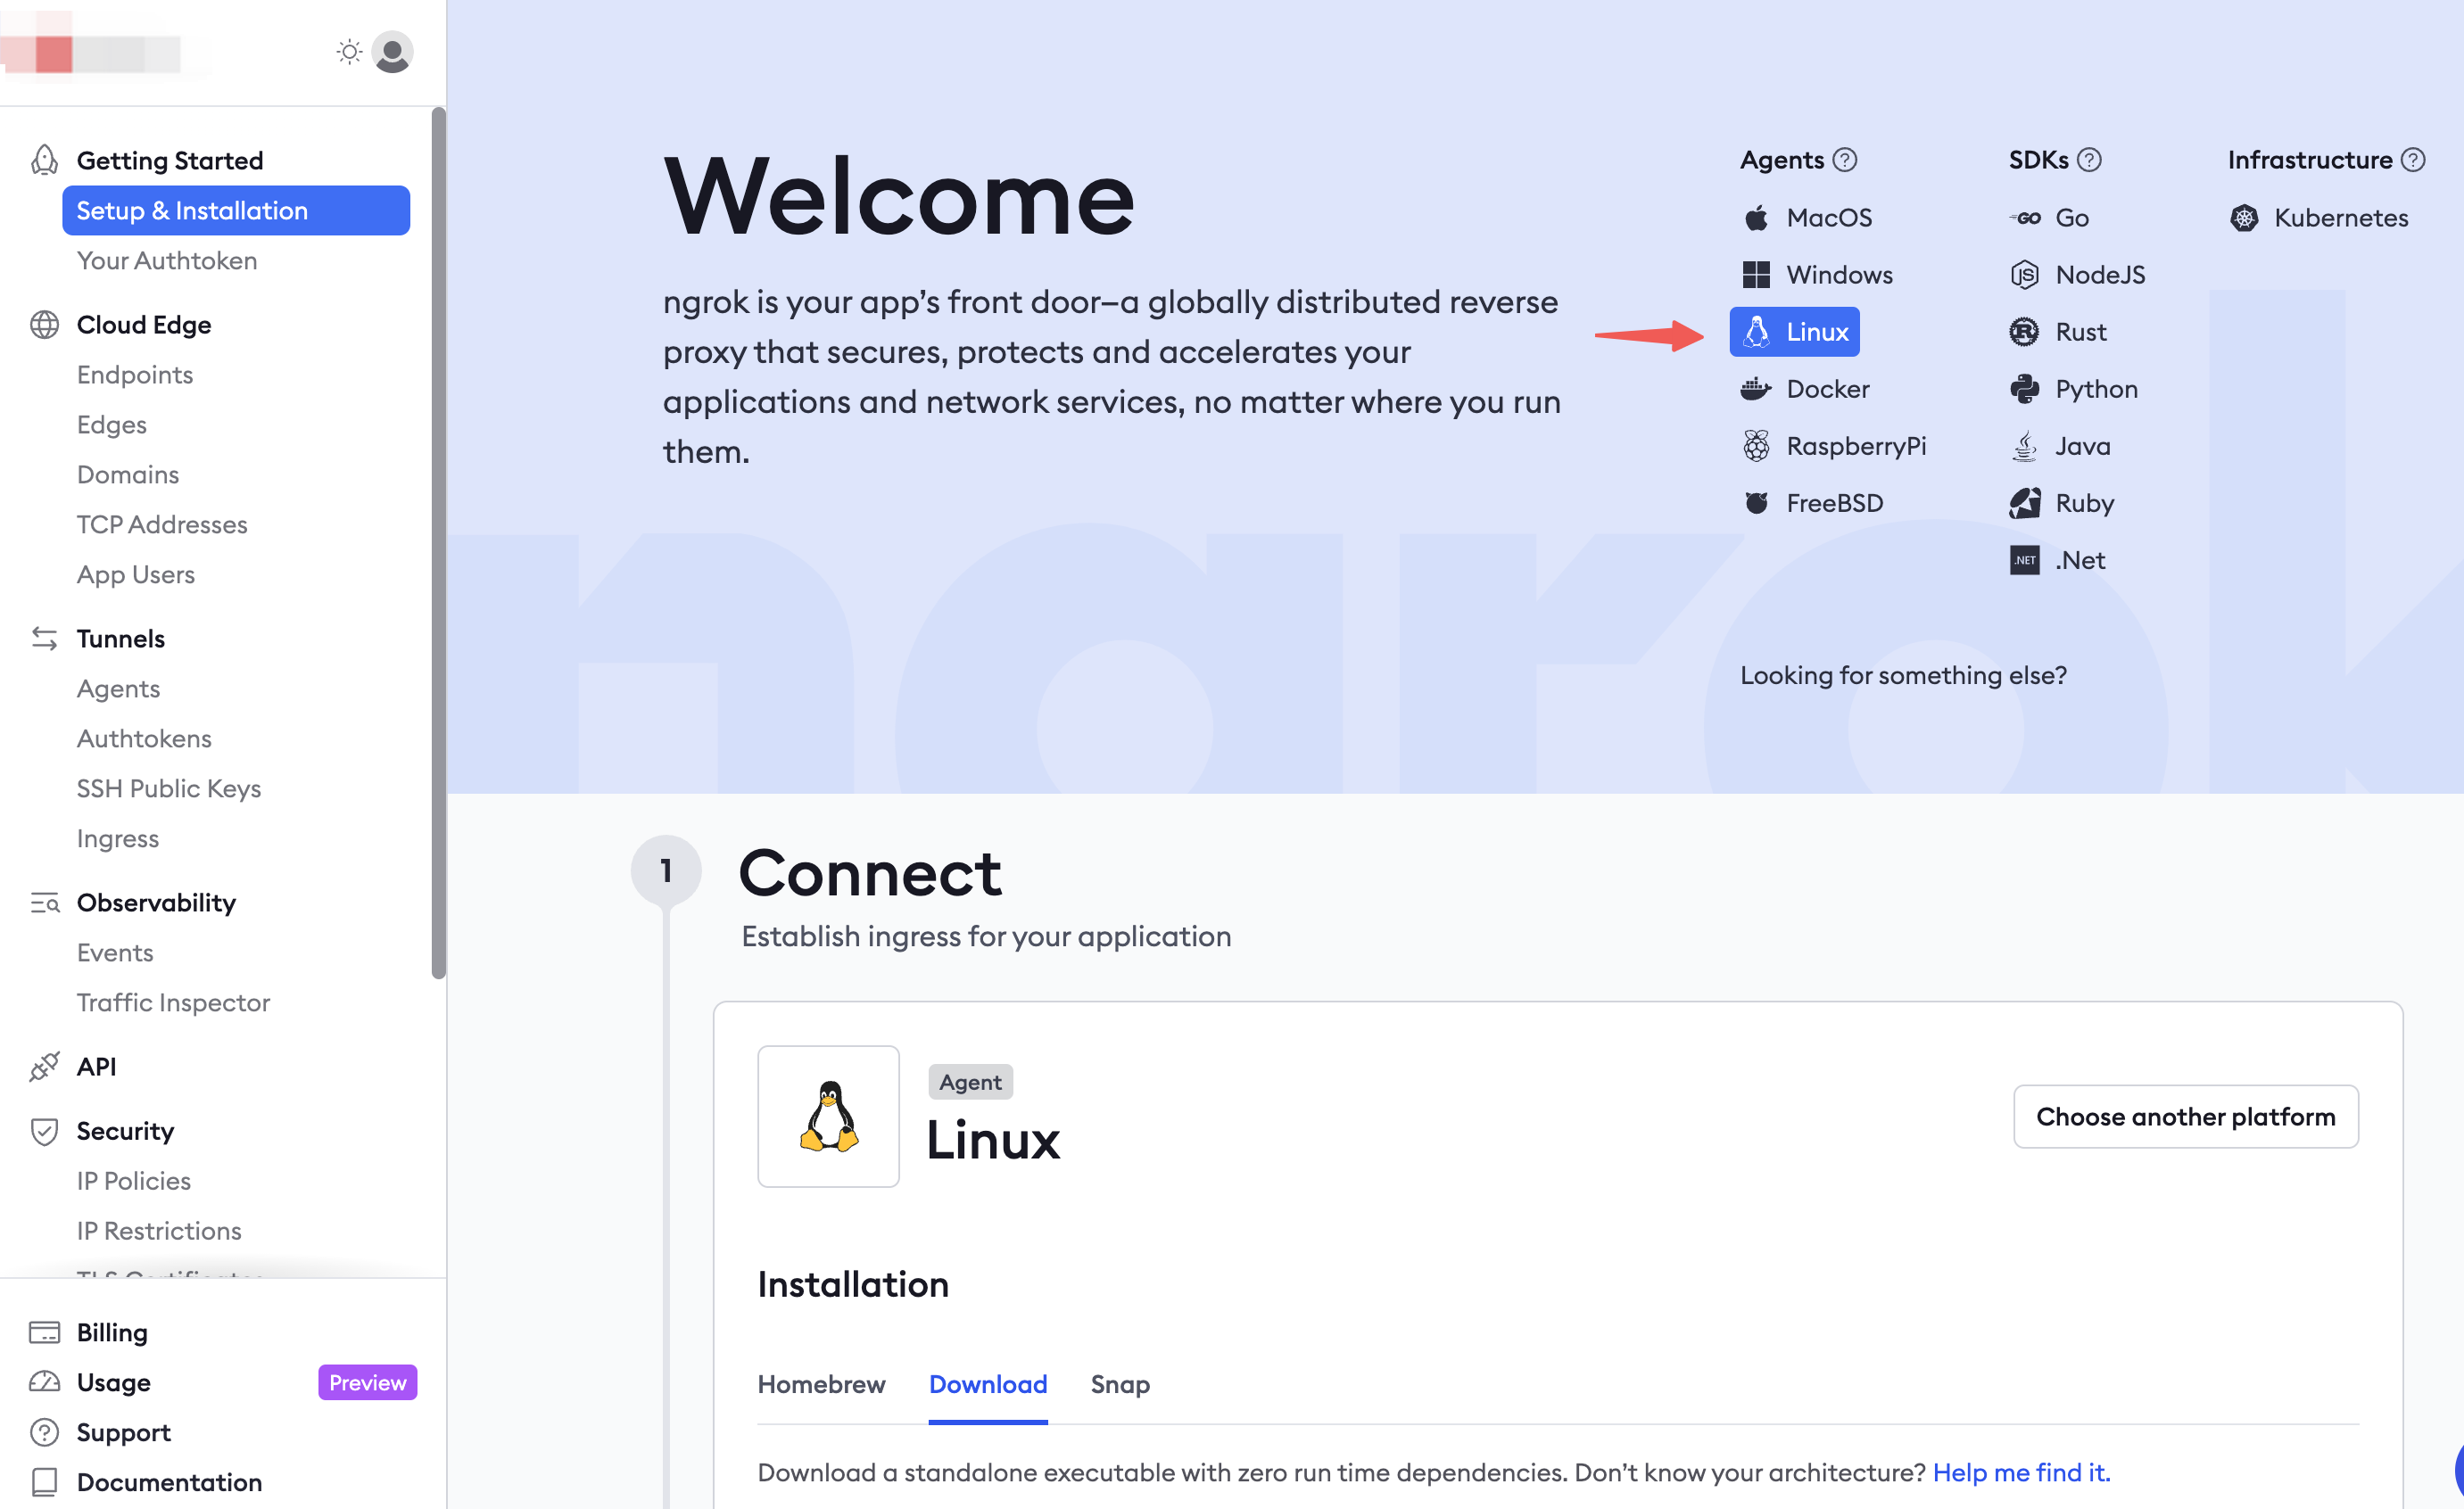 Getting Started
Setup & Installation
Your Authtoken
Cloud Edge
Endpoints
Edges
Domains
TCP Addresses
App Users
Tunnels
Agents
Authtokens
SSH Public Keys
Ingress
Observability
Events
Traffic Inspector
API
Security
IP Policies
IP Restrictions
TLS Certificates
Billing
Usage
Preview
Support
Documentation
Welcome
ngrok is your app’s front door—a globally distributed reverse
proxy that secures, protects and accelerates your
applications and network services, no matter where you run
them.
Agents
MacOS
Windows
Linux
Docker
RaspberryPi
FreeBSD
SDKs
Go
NodeJS
Rust
Python
Java
Ruby
.NET .Net
Infrastructure
Kubernetes
Looking for something else?
ngrok
1
Connect
Establish ingress for your application
Agent
Linux
Choose another platform
Installation
Homebrew
Download
Snap
Download a standalone executable with zero run time dependencies. Don’t know your architecture? Help me find it.